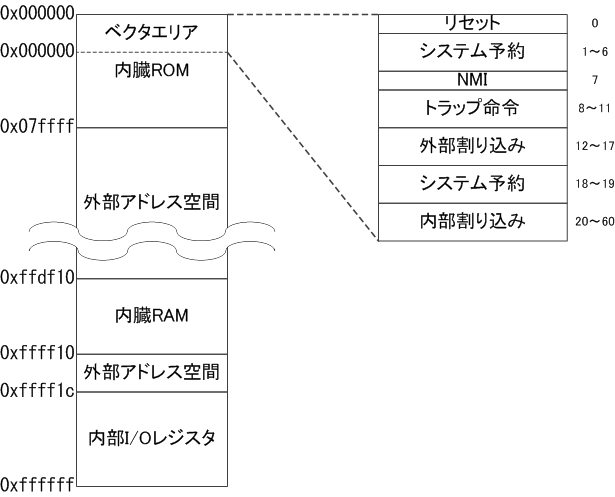 0x000000
ベクタエリア
0x000000
内臓ROM
0x07ffff
外部アドレス空間
0xffdf10
内臓RAM
0xffff10
外部アドレス空間
0xffff1c
内部I/Oレジスタ
0xffffff
リセット 0
システム予約 1～6
NMI 7
トラップ命令 8～11
外部割り込み 12～17
システム予約 18～19
内部割り込み 20～60